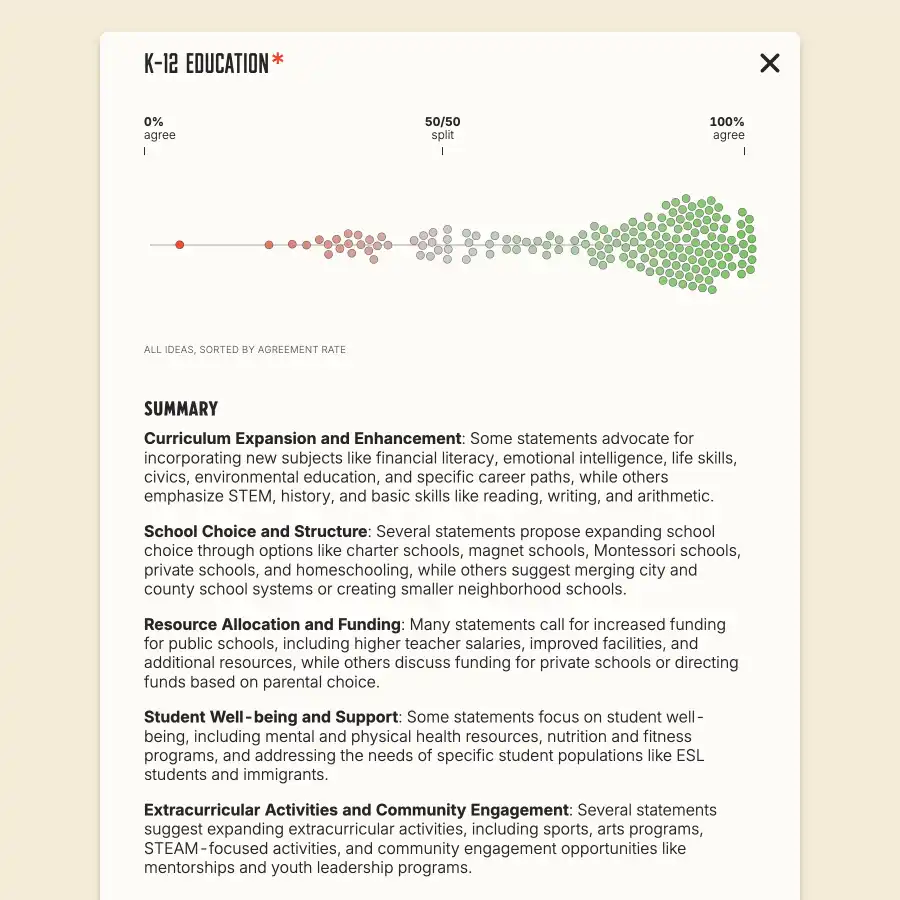 K-12 EDUCATION*
0%
agree
50/50
split
100%
agree
ALL IDEAS, SORTED BY AGREEMENT RATE
SUMMARY
Curriculum Expansion and Enhancement: Some statements advocate for
incorporating new subjects like financial literacy, emotional intelligence, life skills,
civics, environmental education, and specific career paths, while others
emphasize STEM, history, and basic skills like reading, writing, and arithmetic.
School Choice and Structure: Several statements propose expanding school
choice through options like charter schools, magnet schools, Montessori schools,
private schools, and homeschooling, while others suggest merging city and
county school systems or creating smaller neighborhood schools.
Resource Allocation and Funding: Many statements call for increased funding
for public schools, including higher teacher salaries, improved facilities, and
additional resources, while others discuss funding for private schools or directing
funds based on parental choice.
Student Well-being and Support: Some statements focus on student well-
being, including mental and physical health resources, nutrition and fitness
programs, and addressing the needs of specific student populations like ESL
students and immigrants.
Extracurricular Activities and Community Engagement: Several statements
suggest expanding extracurricular activities, including sports, arts programs,
STEAM-focused activities, and community engagement opportunities like
mentorships and youth leadership programs.